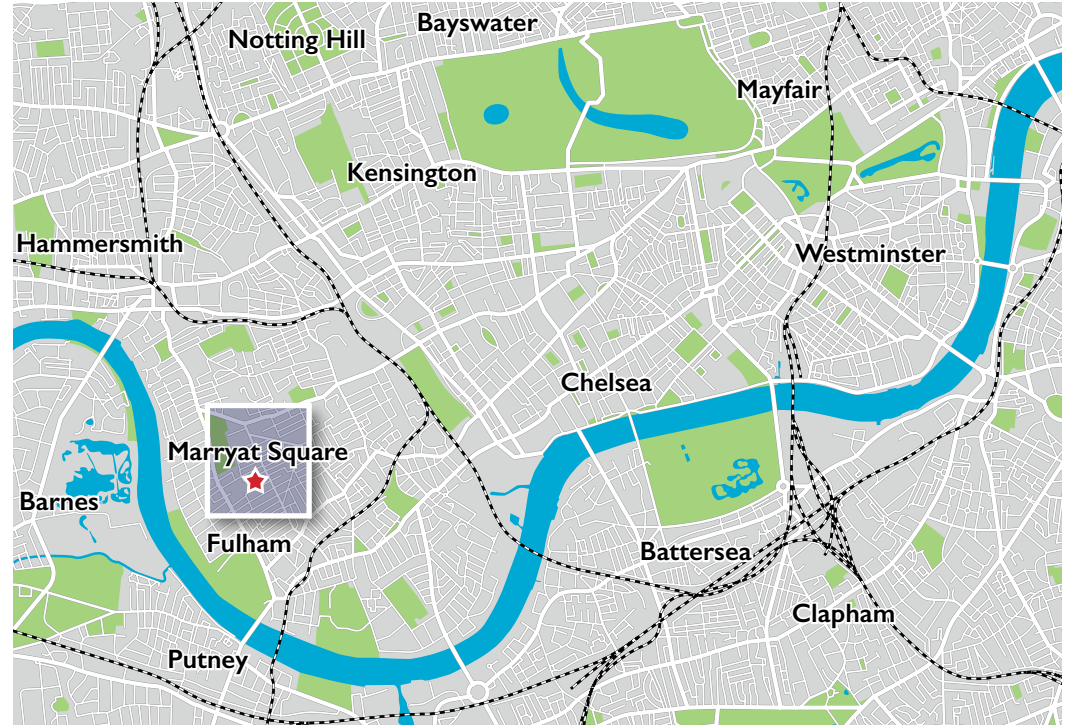 Bayswater
Notting Hill
Mayfair
Kensington
Hammersmith
Westminster
Chelsea
Marryat Square
Barnes
Fulham
Battersea
Clapham
Putney